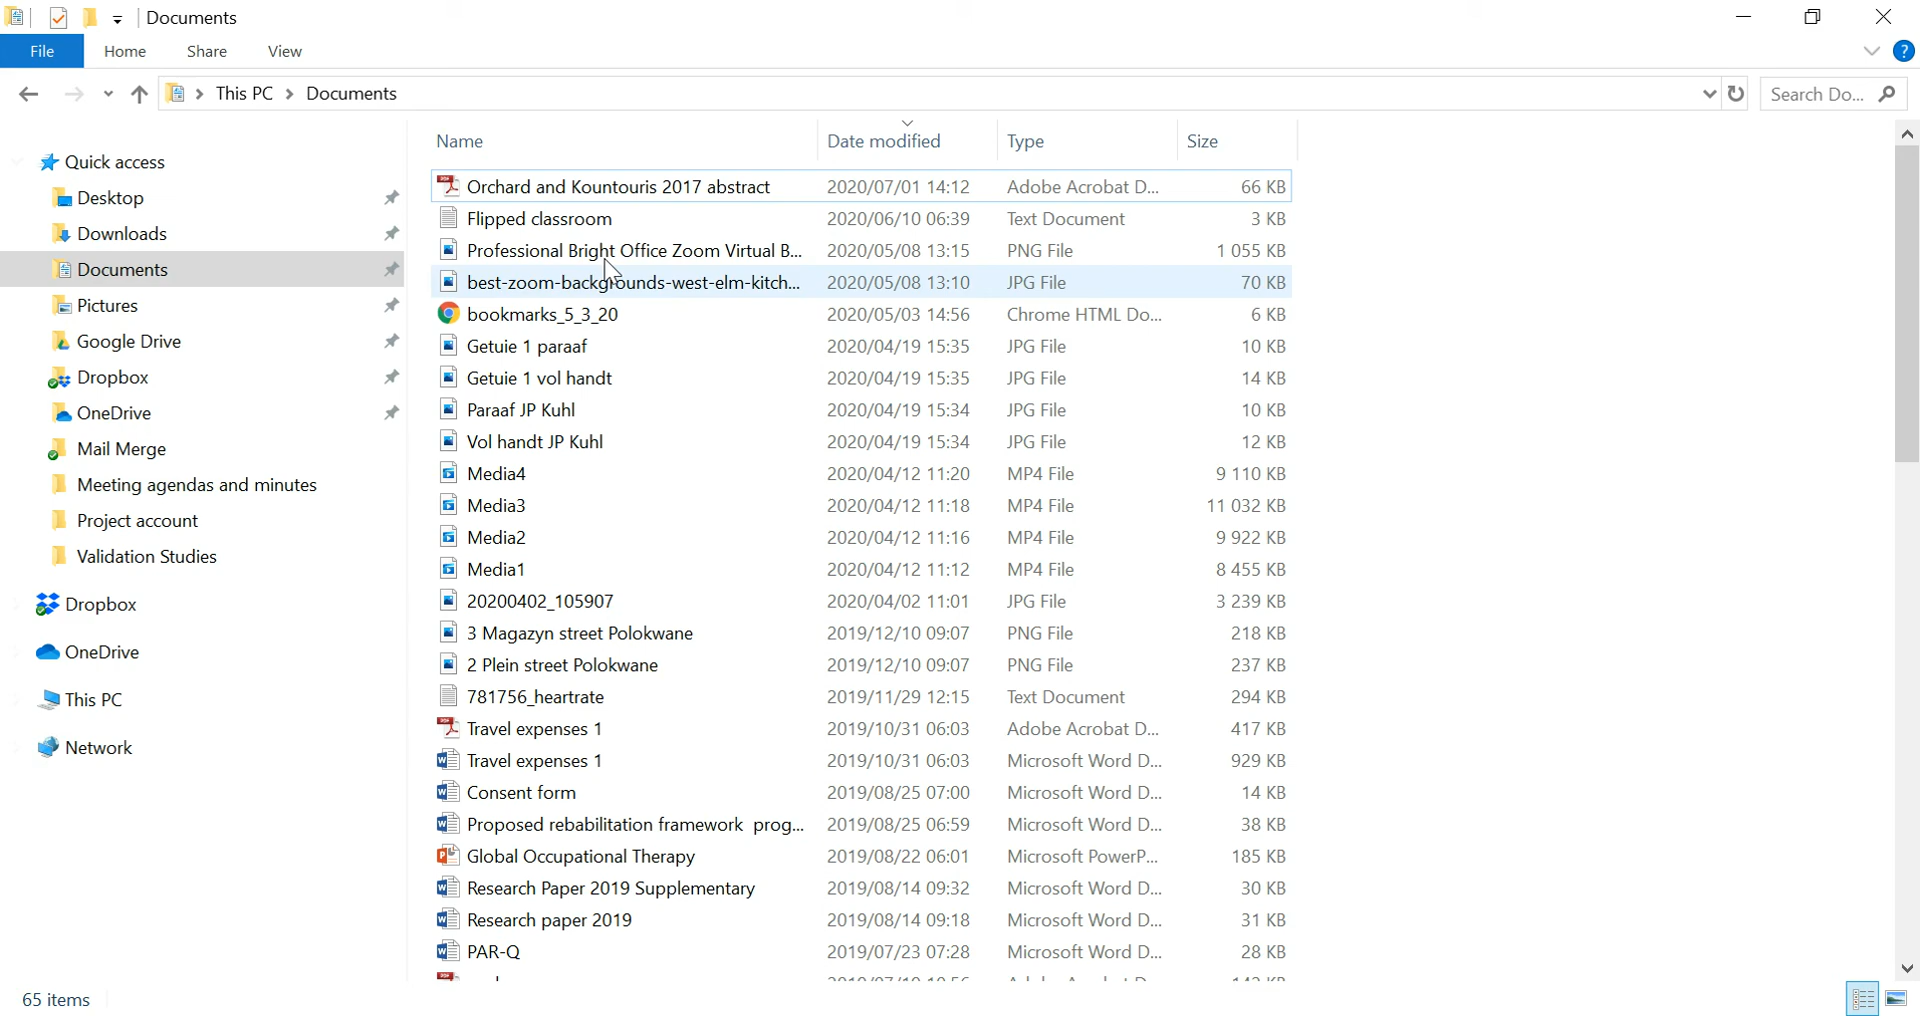 Documents
File Home Share View
This PC Documents Search Do...
Name Date modified Type Size
Quick access
Desktop
Downloads
Documents
Pictures
Google Drive
Dropbox
OneDrive
Mail Merge
Meeting agendas and minutes
Project account
Validation Studies
Dropbox
OneDrive
This PC
Network
Orchard and Kountouris 2017 abstract 2020/07/01 14:12 Adobe Acrobat D... 66 KB
Flipped classroom 2020/06/10 06:39 Text Document 3 KB
Professional Bright Office Zoom Virtual B... 2020/05/08 13:15 PNG File 1 055 KB
best-zoom-backgrounds-west-elm-kitch... 2020/05/08 13:10 JPG File 70 KB
bookmarks_5_3_20 2020/05/03 14:56 Chrome HTML Do... 6 KB
Getuie 1 paraaf 2020/04/19 15:35 JPG File 10 KB
Getuie 1 vol handt 2020/04/19 15:35 JPG File 14 KB
Paraaf JP Kuhl 2020/04/19 15:34 JPG File 10 KB
Vol handt JP Kuhl 2020/04/19 15:34 JPG File 12 KB
Media4 2020/04/12 11:20 MP4 File 9 110 KB
Media3 2020/04/12 11:18 MP4 File 11 032 KB
Media2 2020/04/12 11:16 MP4 File 9 922 KB
Media1 2020/04/12 11:12 MP4 File 8 455 KB
20200402_105907 2020/04/02 11:01 JPG File 3 239 KB
3 Magazyn street Polokwane 2019/12/10 09:07 PNG File 218 KB
2 Plein street Polokwane 2019/12/10 09:07 PNG File 237 KB
781756_heartrate 2019/11/29 12:15 Text Document 294 KB
Travel expenses 1 2019/10/31 06:03 Adobe Acrobat D... 417 KB
Travel expenses 1 2019/10/31 06:03 Microsoft Word D... 929 KB
Consent form 2019/08/25 07:00 Microsoft Word D... 14 KB
Proposed rebabilitation framework prog... 2019/08/25 06:59 Microsoft Word D... 38 KB
Global Occupational Therapy 2019/08/22 06:01 Microsoft PowerP... 185 KB
Research Paper 2019 Supplementary 2019/08/14 09:32 Microsoft Word D... 30 KB
Research paper 2019 2019/08/14 09:18 Microsoft Word D... 31 KB
PAR-Q 2019/07/23 07:28 Microsoft Word D... 28 KB
65 items